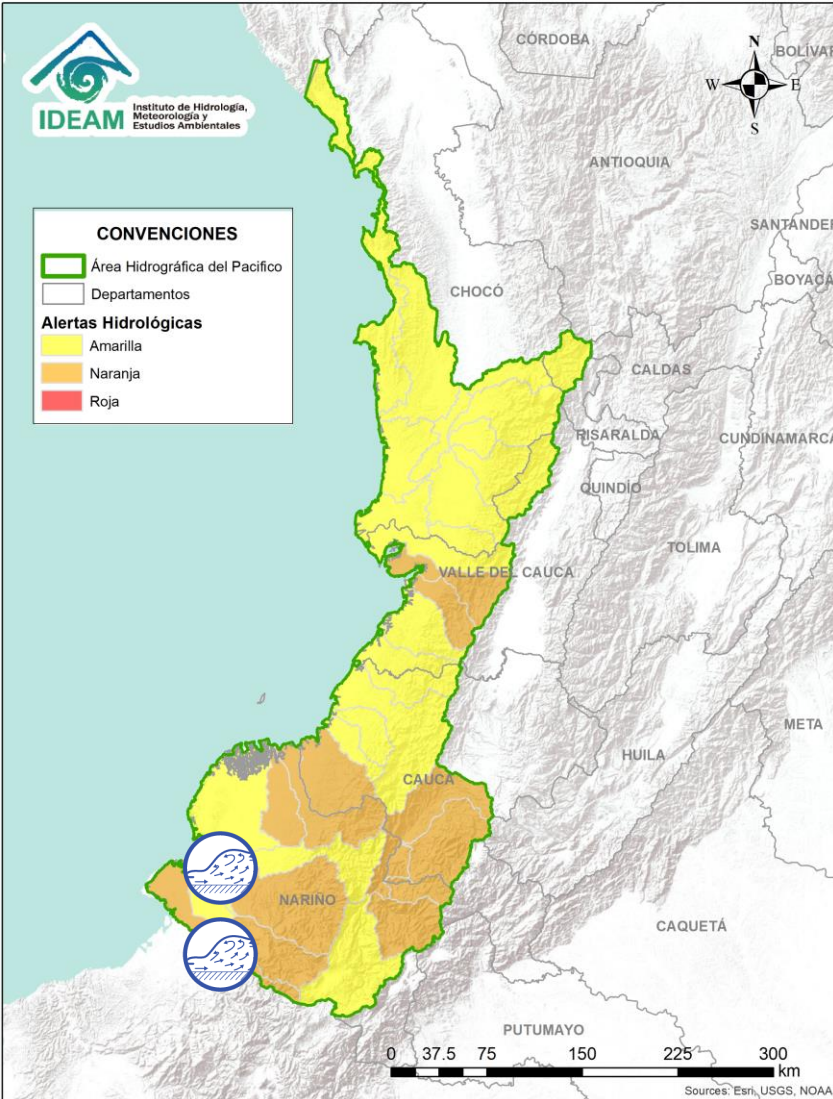 IDEAM
Instituto de Hidrología,
Meteorología y
Estudios Ambientales
N
W
E
S
CÓRDOBA
BOLÍVAR
ANTIOQUIA
SANTANDER
BOYACÁ
CHOCÓ
CONVENCIONES
Área Hidrográfica del Pacifico
Departamentos
Alertas Hidrológicas
Amarilla
Naranja
Roja
CALDAS
RISARALDA
CUNDINAMARCA
QUINDÍO
TOLIMA
VALLE DEL CAUCA
META
HUILA
CAUCA
NARIÑO
CAQUETÁ
PUTUMAYO
0 37.5 75 150 225 300
km
Sources: Esri, USGS, NOAA